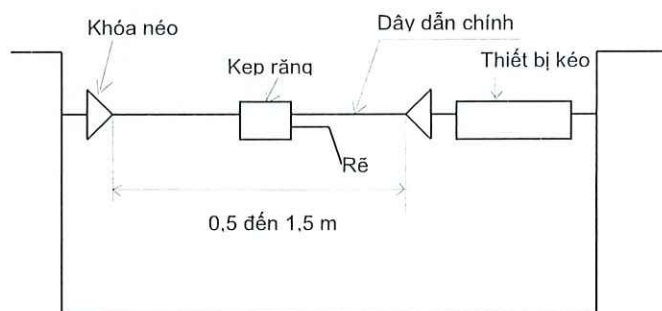 Khóa néo
Dây dẫn chính
Kẹp răng
Thiết bị kéo
Rẽ
0,5 đến 1,5 m